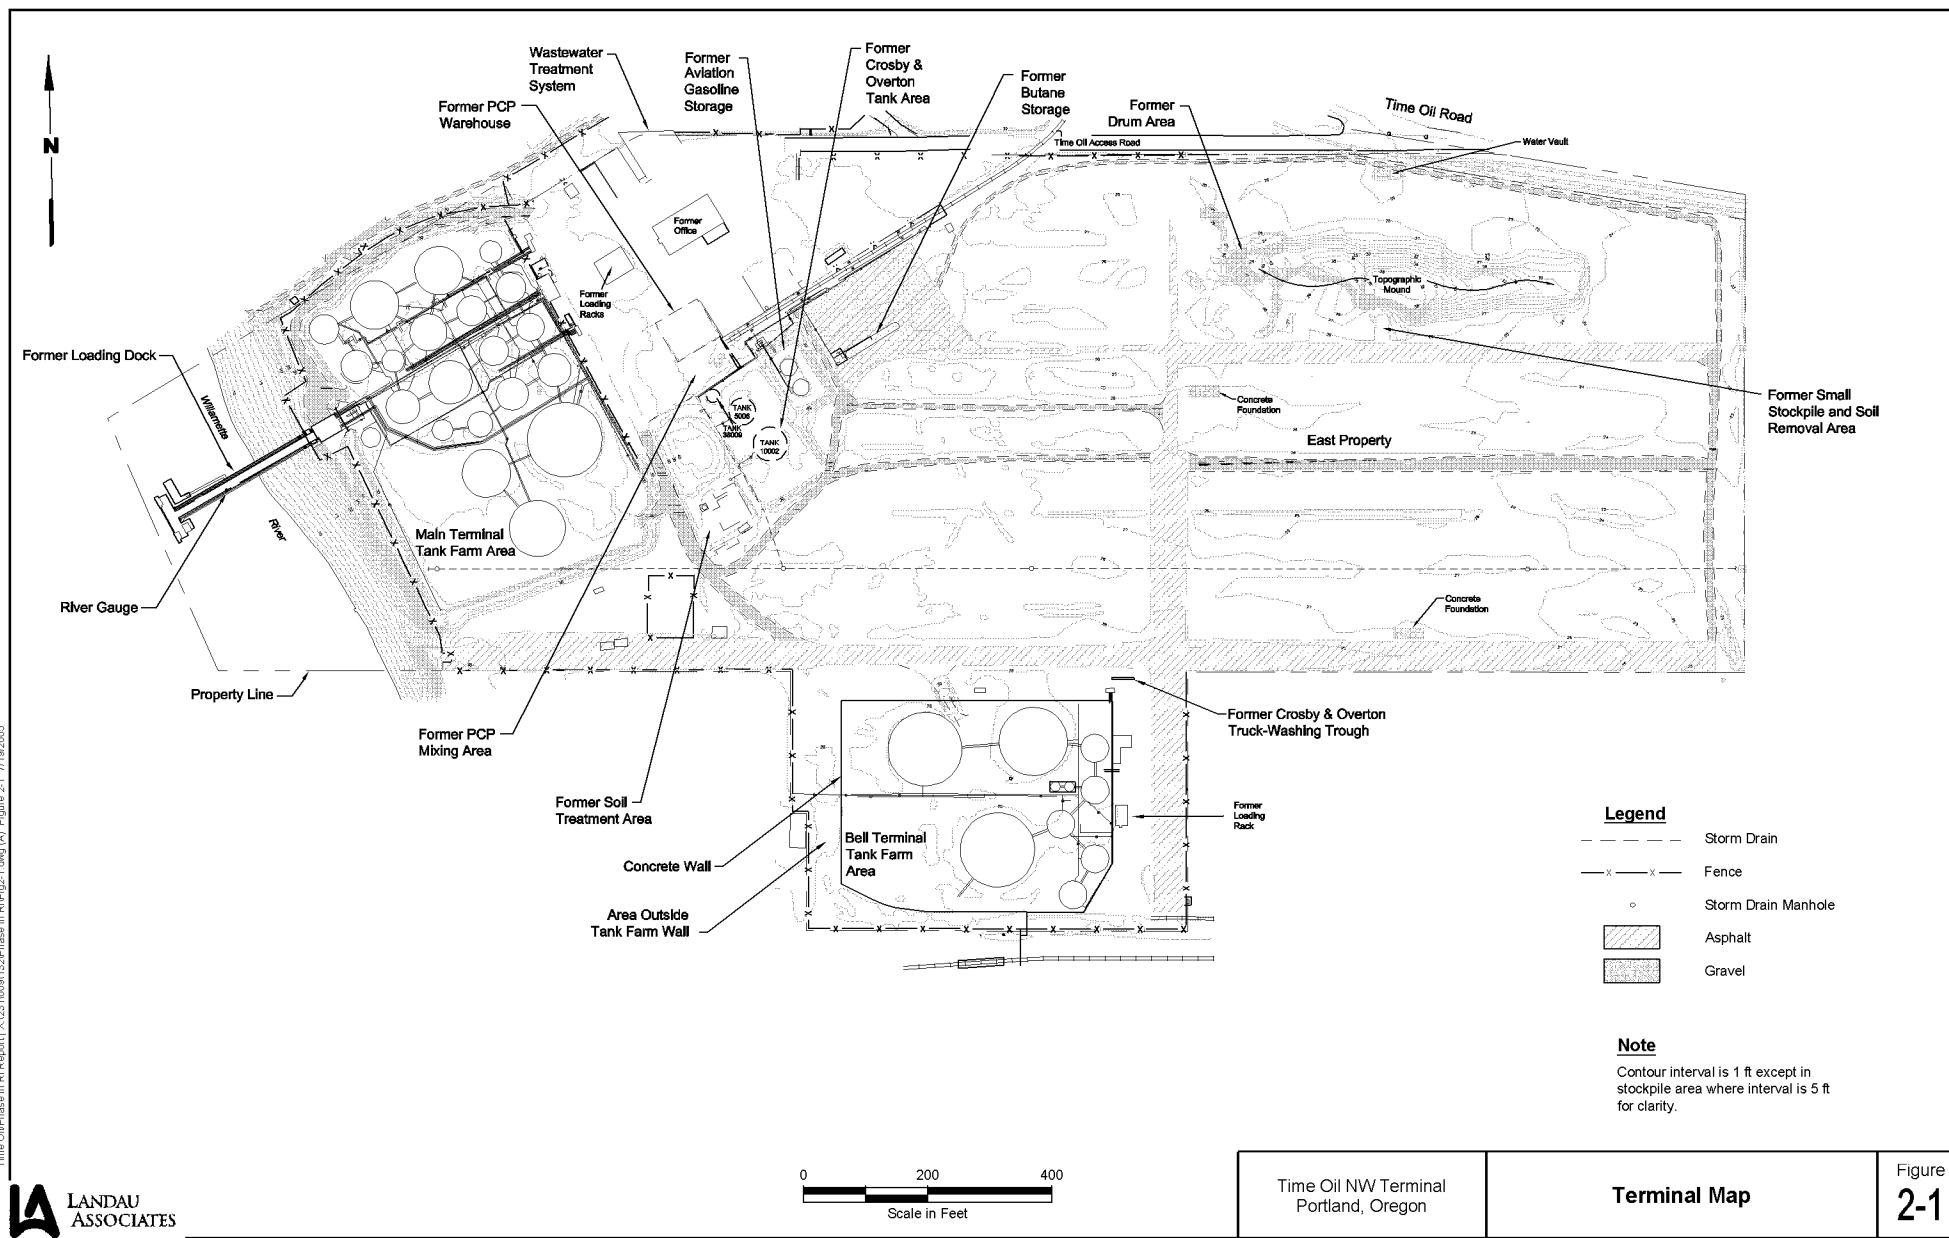 Wastewater
Treatment
System
Former
Aviation
Gasoline
Storage
Former
Crosby &
Overton
Tank Area
Former
Butane
Storage
Former PCP
Warehouse
Former
Drum Area
Time Oil Road
Time Oil Access Road
Water Vault
N
Former
Office
Former
Loading
Racks
Topographic
Mound
Former Loading Dock
Willamette
River
TANK
5006
TANK
TANK
10002
Concrete
Foundation
East Property
Former Small
Stockpile and Soil
Removal Area
Main Terminal
Tank Farm Area
River Gauge
Concrete
Foundation
Property Line
Former PCP
Mixing Area
Former Crosby & Overton
Truck-Washing Trough
Former Soil
Treatment Area
Former
Loading
Rack
Bell Terminal
Tank Farm
Area
Concrete Wall
Area Outside
Tank Farm Wall
Legend
Storm Drain
Fence
Storm Drain Manhole
Asphalt
Gravel
Note
Contour interval is 1 ft except in
stockpile area where interval is 5 ft
for clarity.
LANDAU
ASSOCIATES
0 200 400
Scale in Feet
Time Oil NW Terminal
Portland, Oregon
Terminal Map
Figure
2-1